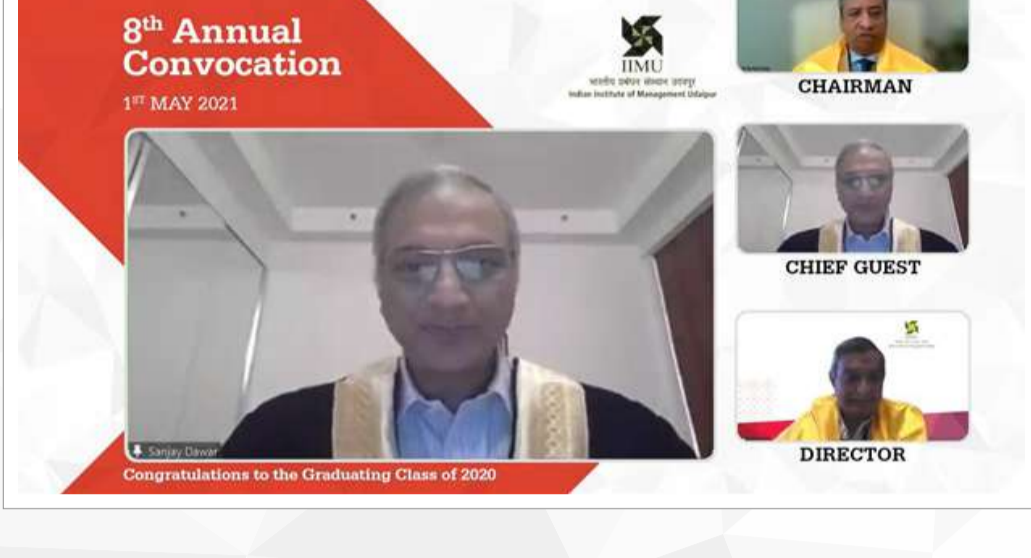 8th Annual
Convocation
1ST MAY 2021
IIMU
भारतीय प्रबंधन संस्थान उदयपुर
Indian Institute of Management Udaipur
CHAIRMAN
CHIEF GUEST
Sanjay Dawar
DIRECTOR
Congratulations to the Graduating Class of 2020